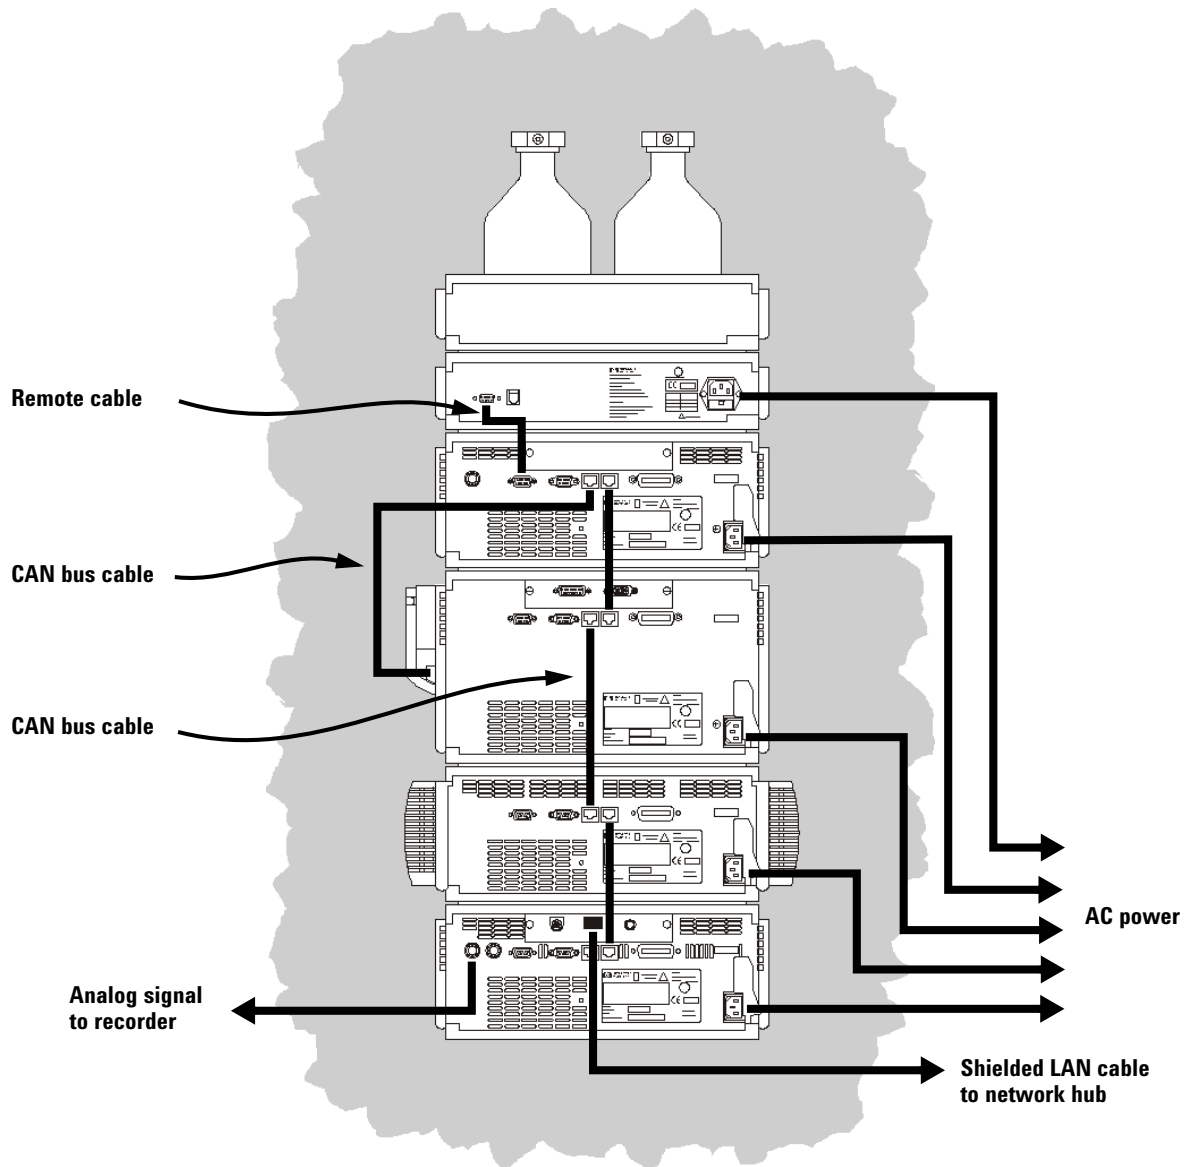 Remote cable
CAN bus cable
CAN bus cable
AC power
Analog signal
to recorder
Shielded LAN cable
to network hub